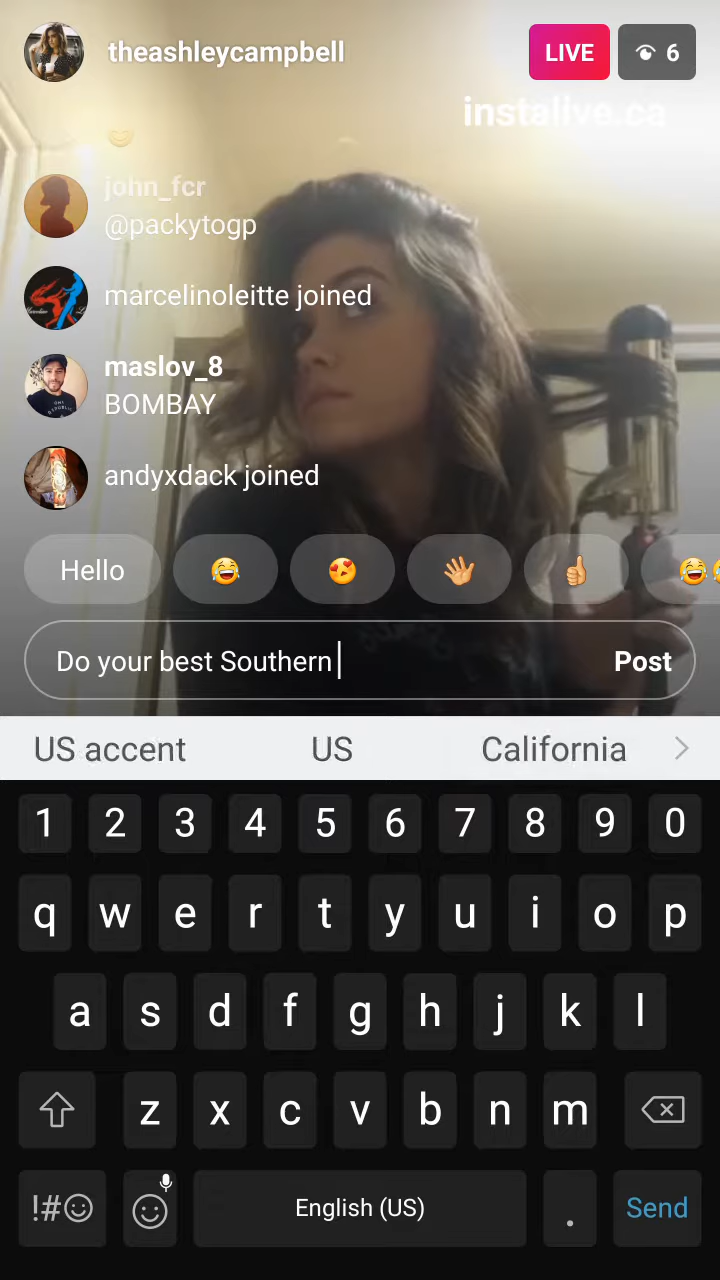 theashleycampbell
LIVE
6
instalive.ca
😊
john_fcr
@packytogp
marcelinoleitte joined
maslov_8
BOMBAY
andyxdack joined
Hello 😂 😍 👋 👍 😂
Do your best Southern
Post
US accent US California
1 2 3 4 5 6 7 8 9 0
q w e r t y u i o p
a s d f g h j k l
z x c v b n m
!#☺ English (US) . Send